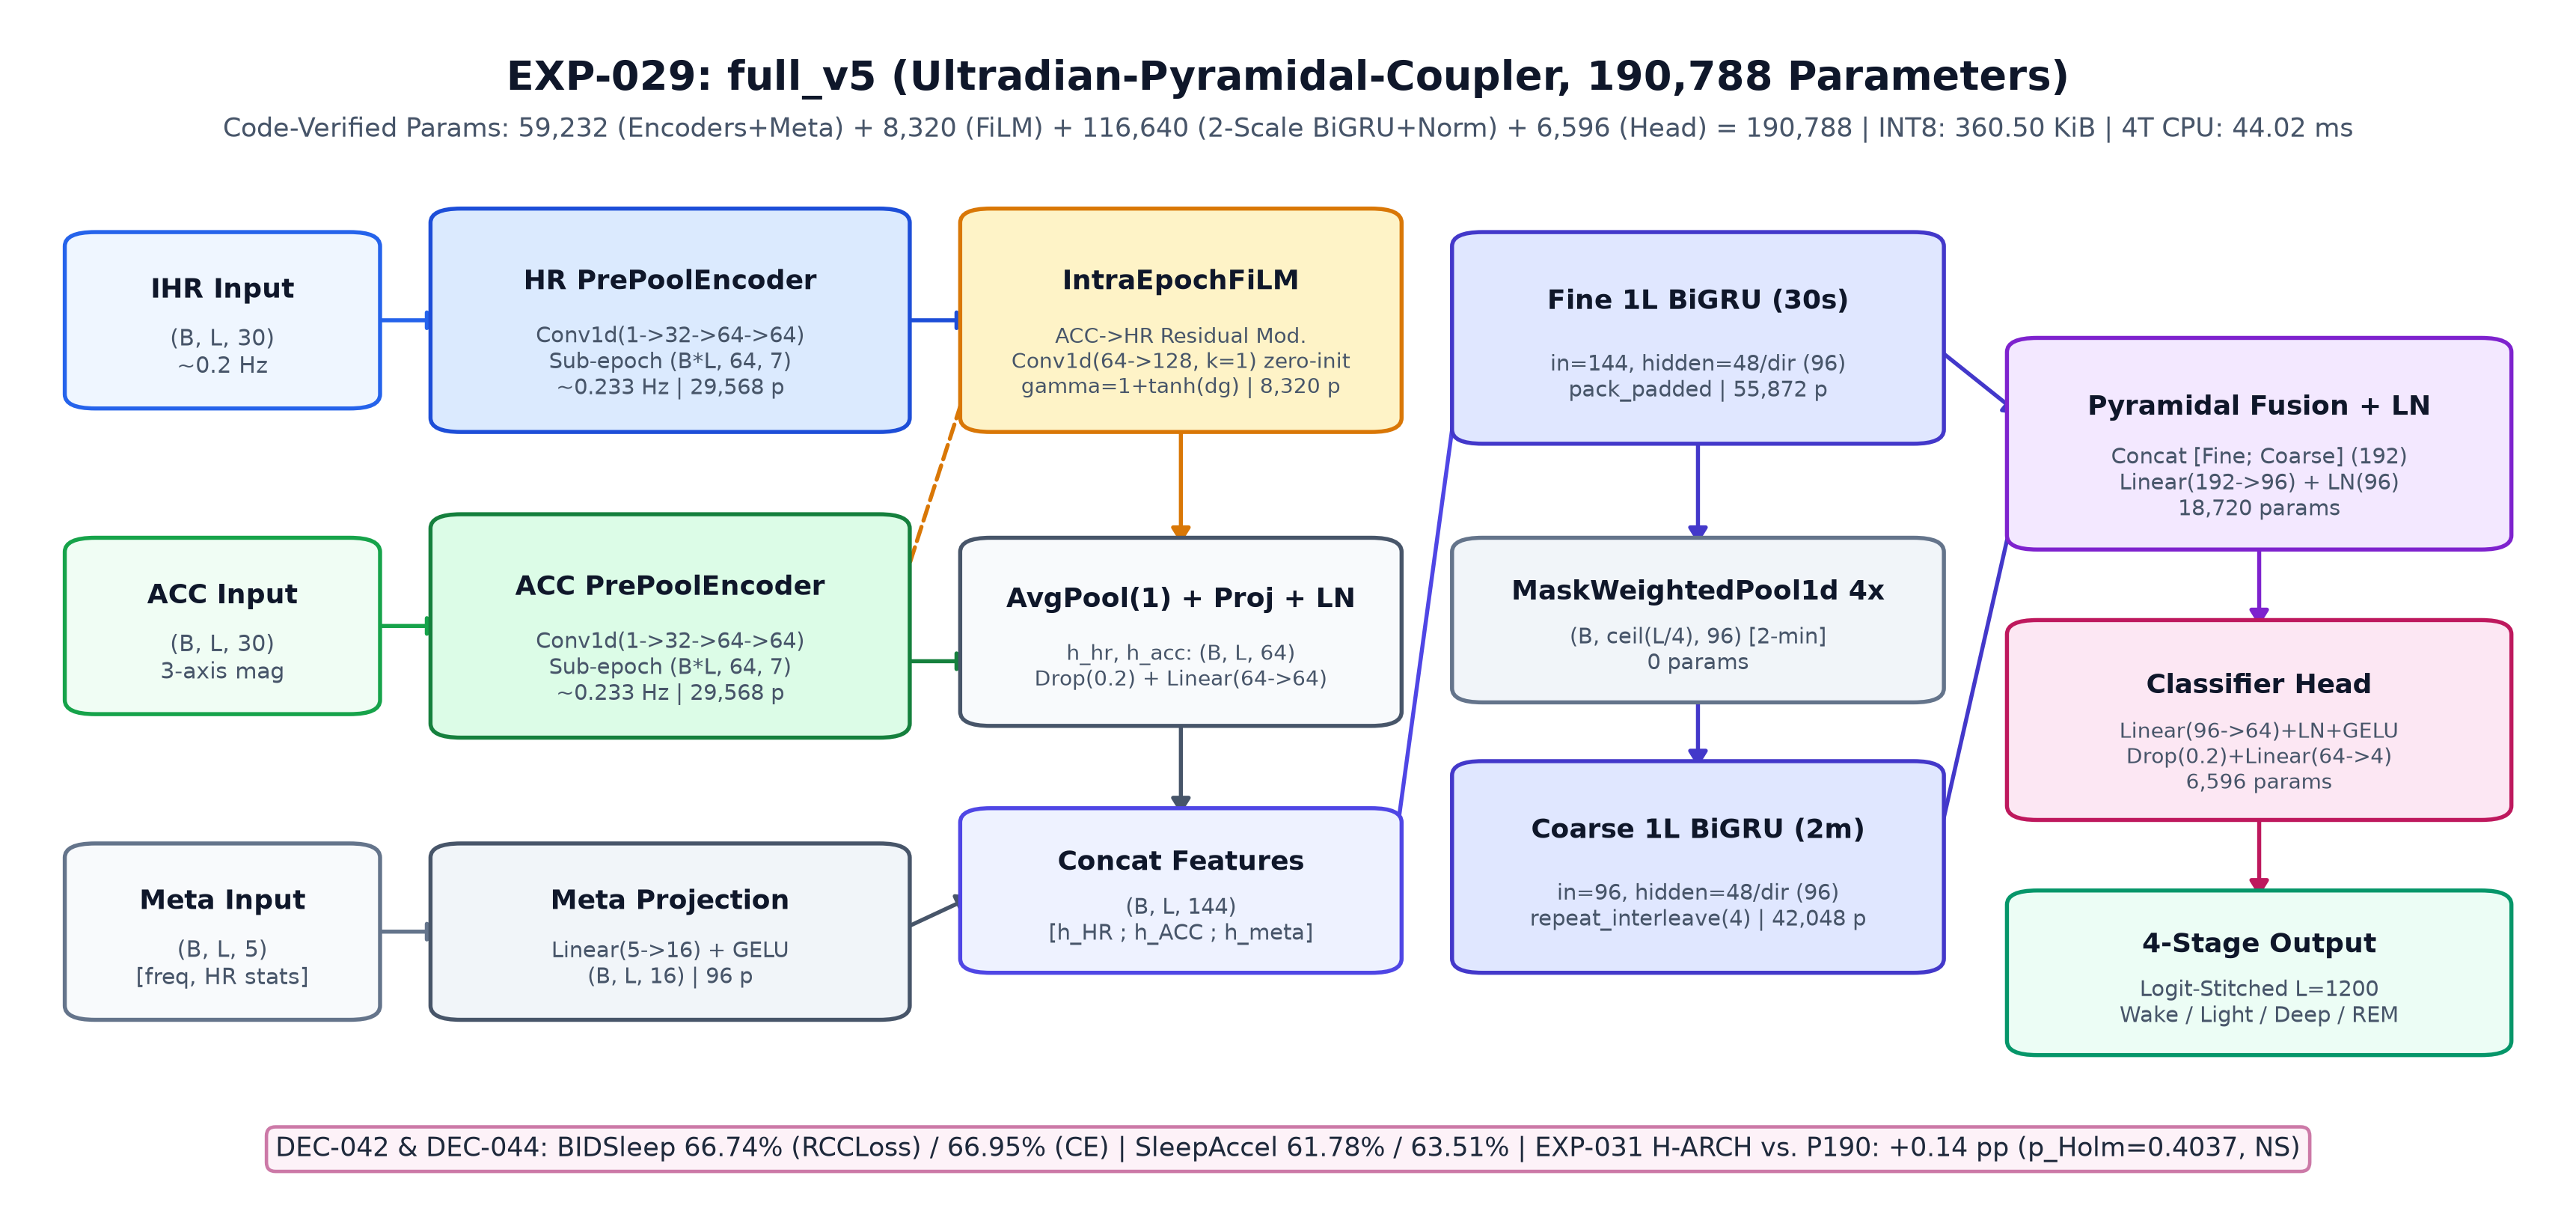 EXP-029: full_v5 (Ultradian-Pyramidal-Coupler, 190,788 Parameters)
Code-Verified Params: 59,232 (Encoders+Meta) + 8,320 (FiLM) + 116,640 (2-Scale BiGRU+Norm) + 6,596 (Head) = 190,788 | INT8: 360.50 KiB | 4T CPU: 44.02 ms
IHR Input
(B, L, 30)
~0.2 Hz
HR PrePoolEncoder
Conv1d(1->32->64->64)
Sub-epoch (B*L, 64, 7)
~0.233 Hz | 29,568 p
IntraEpochFiLM
ACC->HR Residual Mod.
Conv1d(64->128, k=1) zero-init
gamma=1+tanh(dg) | 8,320 p
Fine 1L BiGRU (30s)
in=144, hidden=48/dir (96)
pack_padded | 55,872 p
Pyramidal Fusion + LN
Concat [Fine; Coarse] (192)
Linear(192->96) + LN(96)
18,720 params
ACC Input
(B, L, 30)
3-axis mag
ACC PrePoolEncoder
Conv1d(1->32->64->64)
Sub-epoch (B*L, 64, 7)
~0.233 Hz | 29,568 p
AvgPool(1) + Proj + LN
h_hr, h_acc: (B, L, 64)
Drop(0.2) + Linear(64->64)
MaskWeightedPool1d 4x
(B, ceil(L/4), 96) [2-min]
0 params
Classifier Head
Linear(96->64)+LN+GELU
Drop(0.2)+Linear(64->4)
6,596 params
Meta Input
(B, L, 5)
[freq, HR stats]
Meta Projection
Linear(5->16) + GELU
(B, L, 16) | 96 p
Concat Features
(B, L, 144)
[h_HR ; h_ACC ; h_meta]
Coarse 1L BiGRU (2m)
in=96, hidden=48/dir (96)
repeat_interleave(4) | 42,048 p
4-Stage Output
Logit-Stitched L=1200
Wake / Light / Deep / REM
DEC-042 & DEC-044: BIDSleep 66.74% (RCCLoss) / 66.95% (CE) | SleepAccel 61.78% / 63.51% | EXP-031 H-ARCH vs. P190: +0.14 pp (p_Holm=0.4037, NS)